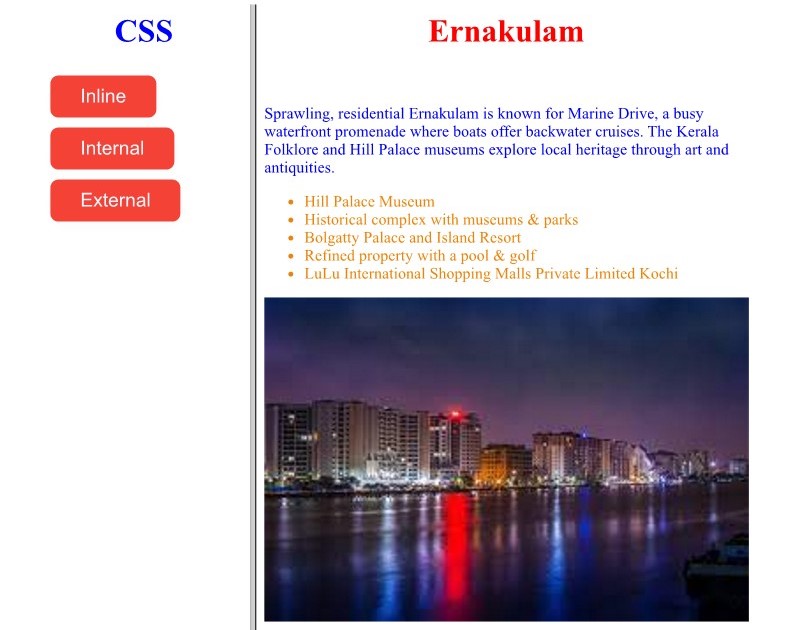 CSS
Inline
Internal
External
Ernakulam
Sprawling, residential Ernakulam is known for Marine Drive, a busy
waterfront promenade where boats offer backwater cruises. The Kerala
Folklore and Hill Palace museums explore local heritage through art and
antiquities.
• Hill Palace Museum
• Historical complex with museums & parks
• Bolgatty Palace and Island Resort
• Refined property with a pool & golf
• LuLu International Shopping Malls Private Limited Kochi